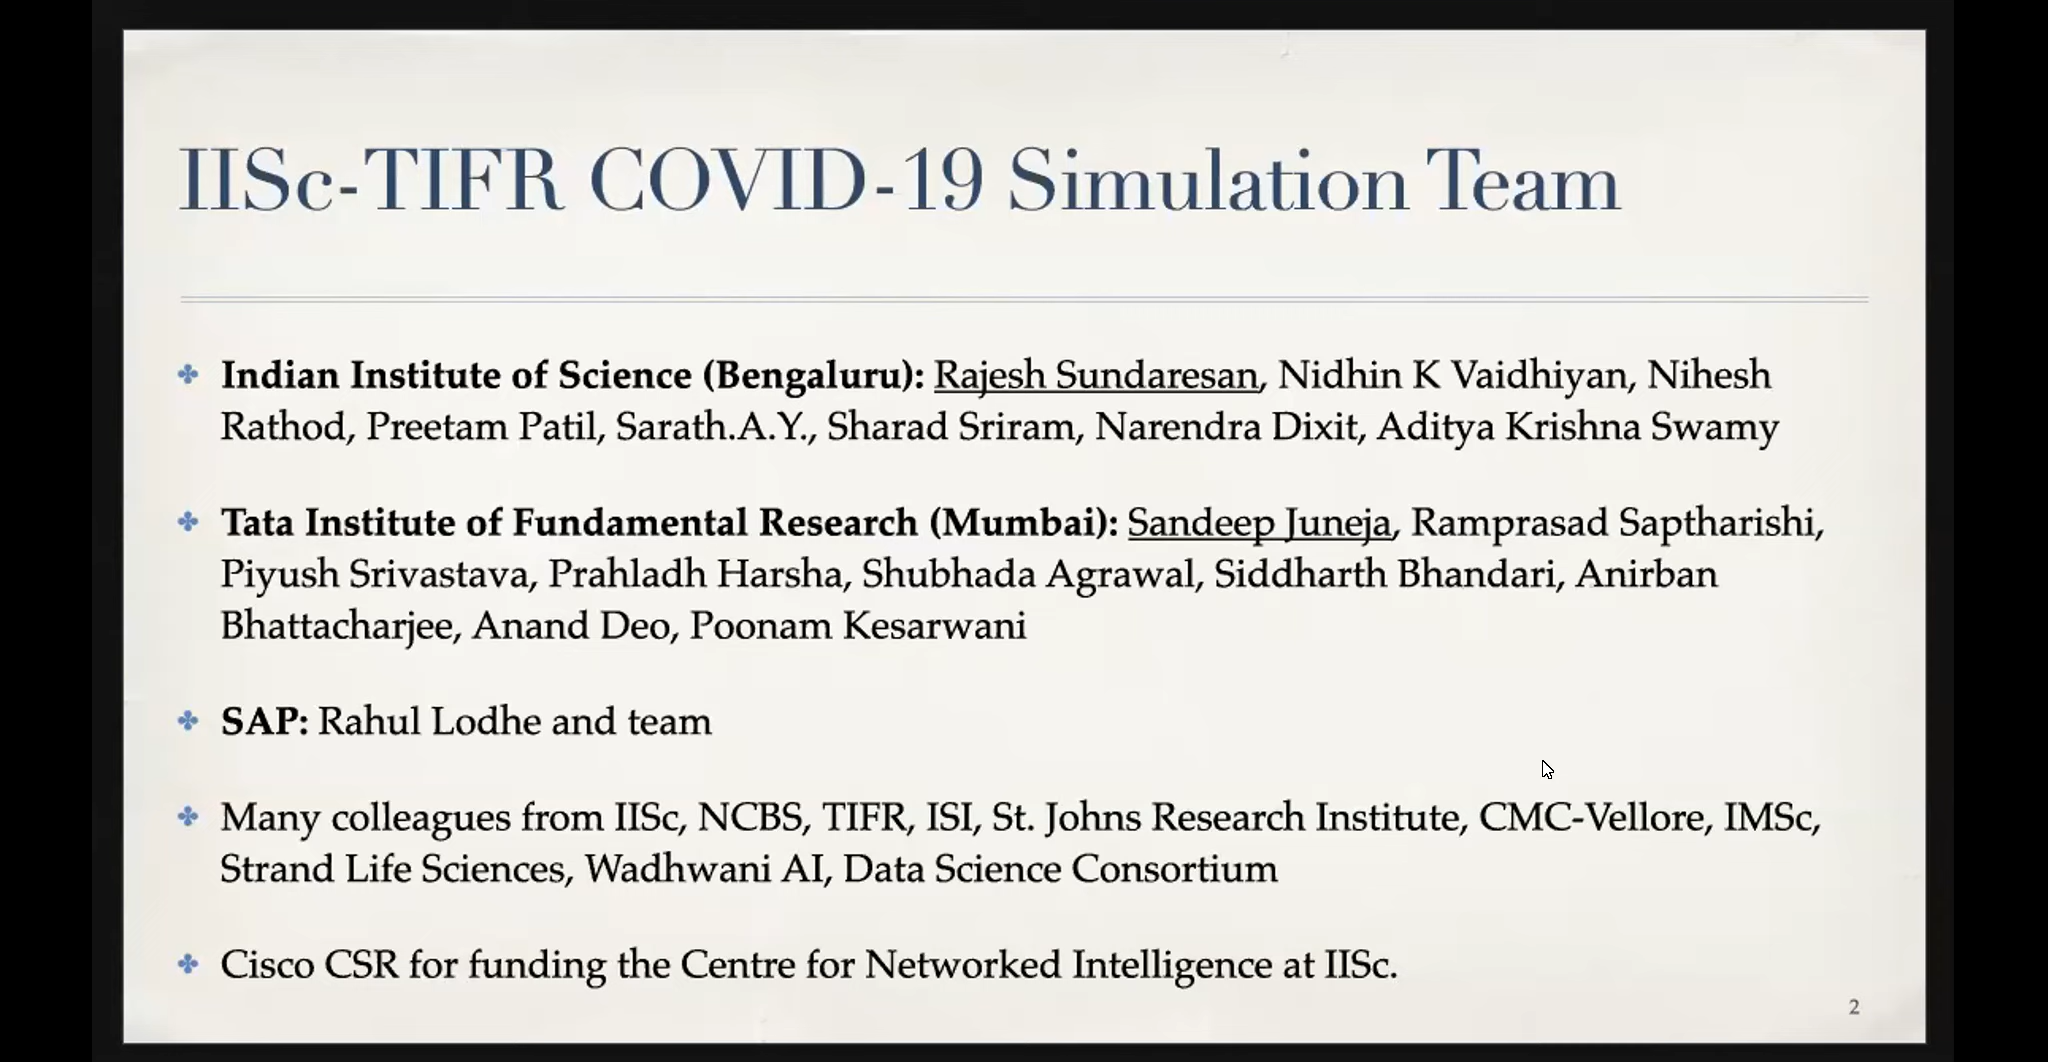 IISc-TIFR COVID-19 Simulation Team
Indian Institute of Science (Bengaluru): Rajesh Sundaresan, Nidhin K Vaidhiyan, Nihesh
Rathod, Preetam Patil, Sarath.A.Y., Sharad Sriram, Narendra Dixit, Aditya Krishna Swamy
Tata Institute of Fundamental Research (Mumbai): Sandeep Juneja, Ramprasad Saptharishi,
Piyush Srivastava, Prahladh Harsha, Shubhada Agrawal, Siddharth Bhandari, Anirban
Bhattacharjee, Anand Deo, Poonam Kesarwani
SAP: Rahul Lodhe and team
Many colleagues from IISc, NCBS, TIFR, ISI, St. Johns Research Institute, CMC-Vellore, IMSc,
Strand Life Sciences, Wadhwani AI, Data Science Consortium
Cisco CSR for funding the Centre for Networked Intelligence at IISc.
2